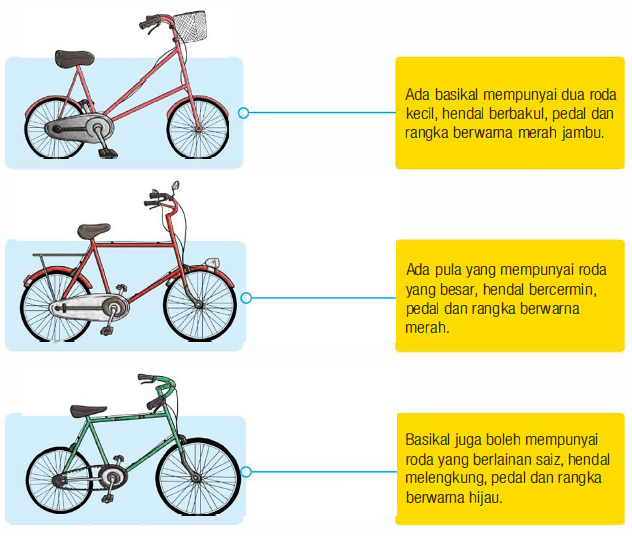 Ada basikal mempunyai dua roda
kecil, hendal berbakul, pedal dan
rangka berwarna merah jambu.
Ada pula yang mempunyai roda
yang besar, hendal bercermin,
pedal dan rangka berwarna
merah.
Basikal juga boleh mempunyai
roda yang berlainan saiz, hendal
melengkung, pedal dan rangka
berwarna hijau.